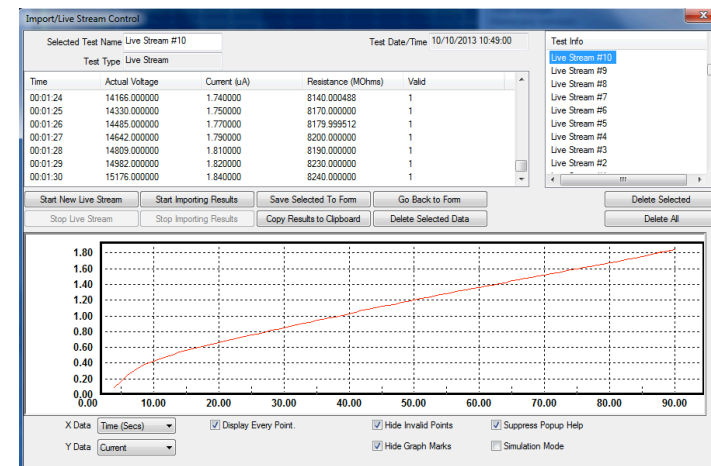 Import/Live Stream Control
Selected Test Name Live Stream #10 Test Date/Time 10/10/2013 10:49:00
Test Type Live Stream
Time Actual Voltage Current (uA) Resistance (MOhms) Valid
00:01:24 14166.000000 1.740000 8140.000488 1
00:01:25 14330.000000 1.750000 8170.000000 1
00:01:26 14485.000000 1.770000 8179.999512 1
00:01:27 14642.000000 1.790000 8200.000000 1
00:01:28 14809.000000 1.810000 8190.000000 1
00:01:29 14982.000000 1.820000 8230.000000 1
00:01:30 15176.000000 1.840000 8240.000000 1
Test Info
Live Stream #10
Live Stream #9
Live Stream #8
Live Stream #7
Live Stream #6
Live Stream #5
Live Stream #4
Live Stream #3
Live Stream #2
Start New Live Stream Start Importing Results Save Selected To Form Go Back to Form Delete Selected
Stop Live Stream Stop Importing Results Copy Results to Clipboard Delete Selected Data Delete All
1.80
1.60
1.40
1.20
1.00
0.80
0.60
0.40
0.20
0.00
0.00 10.00 20.00 30.00 40.00 50.00 60.00 70.00 80.00 90.00
X Data Time (Secs) Display Every Point. Hide Invalid Points Suppress Popup Help
Y Data Current Hide Graph Marks Simulation Mode